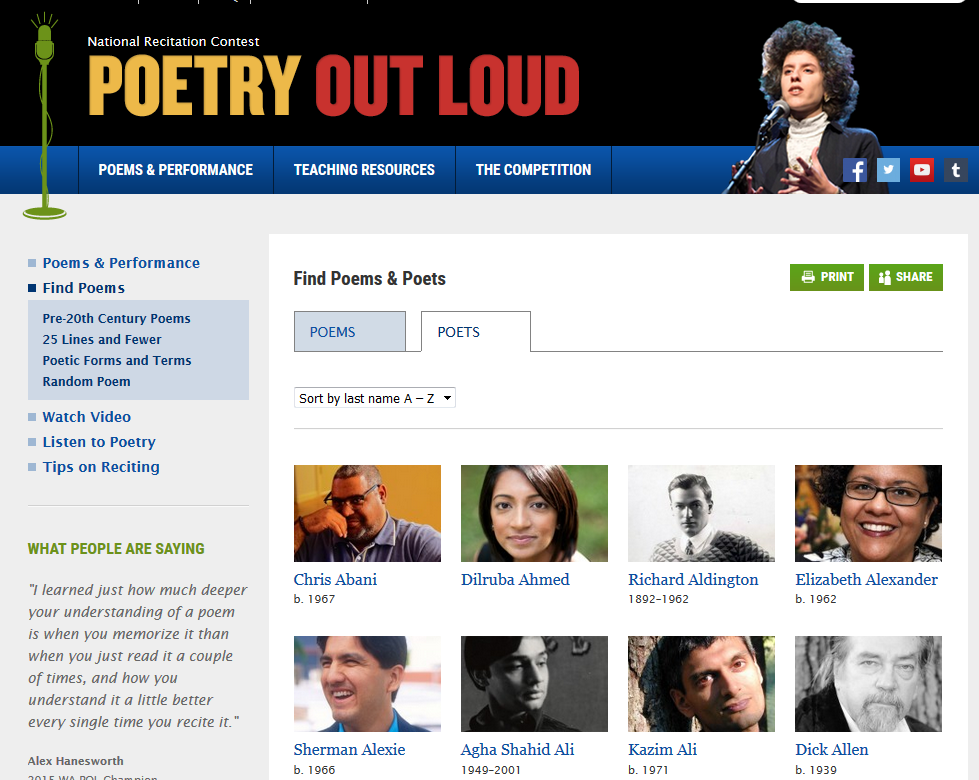 National Recitation Contest
POETRY OUT LOUD
POEMS & PERFORMANCE
TEACHING RESOURCES
THE COMPETITION
Poems & Performance
Find Poems
Pre-20th Century Poems
25 Lines and Fewer
Poetic Forms and Terms
Random Poem
Watch Video
Listen to Poetry
Tips on Reciting
WHAT PEOPLE ARE SAYING
"I learned just how much deeper
your understanding of a poem
is when you memorize it than
when you just read it a couple
of times, and how you
understand it a little better
every single time you recite it."
Alex Hanesworth
2015 WA POL Champion
Find Poems & Poets
PRINT
SHARE
POEMS
POETS
Sort by last name A – Z
Chris Abani
b. 1967
Dilruba Ahmed
Richard Aldington
1892–1962
Elizabeth Alexander
b. 1962
Sherman Alexie
b. 1966
Agha Shahid Ali
1949–2001
Kazim Ali
b. 1971
Dick Allen
b. 1939